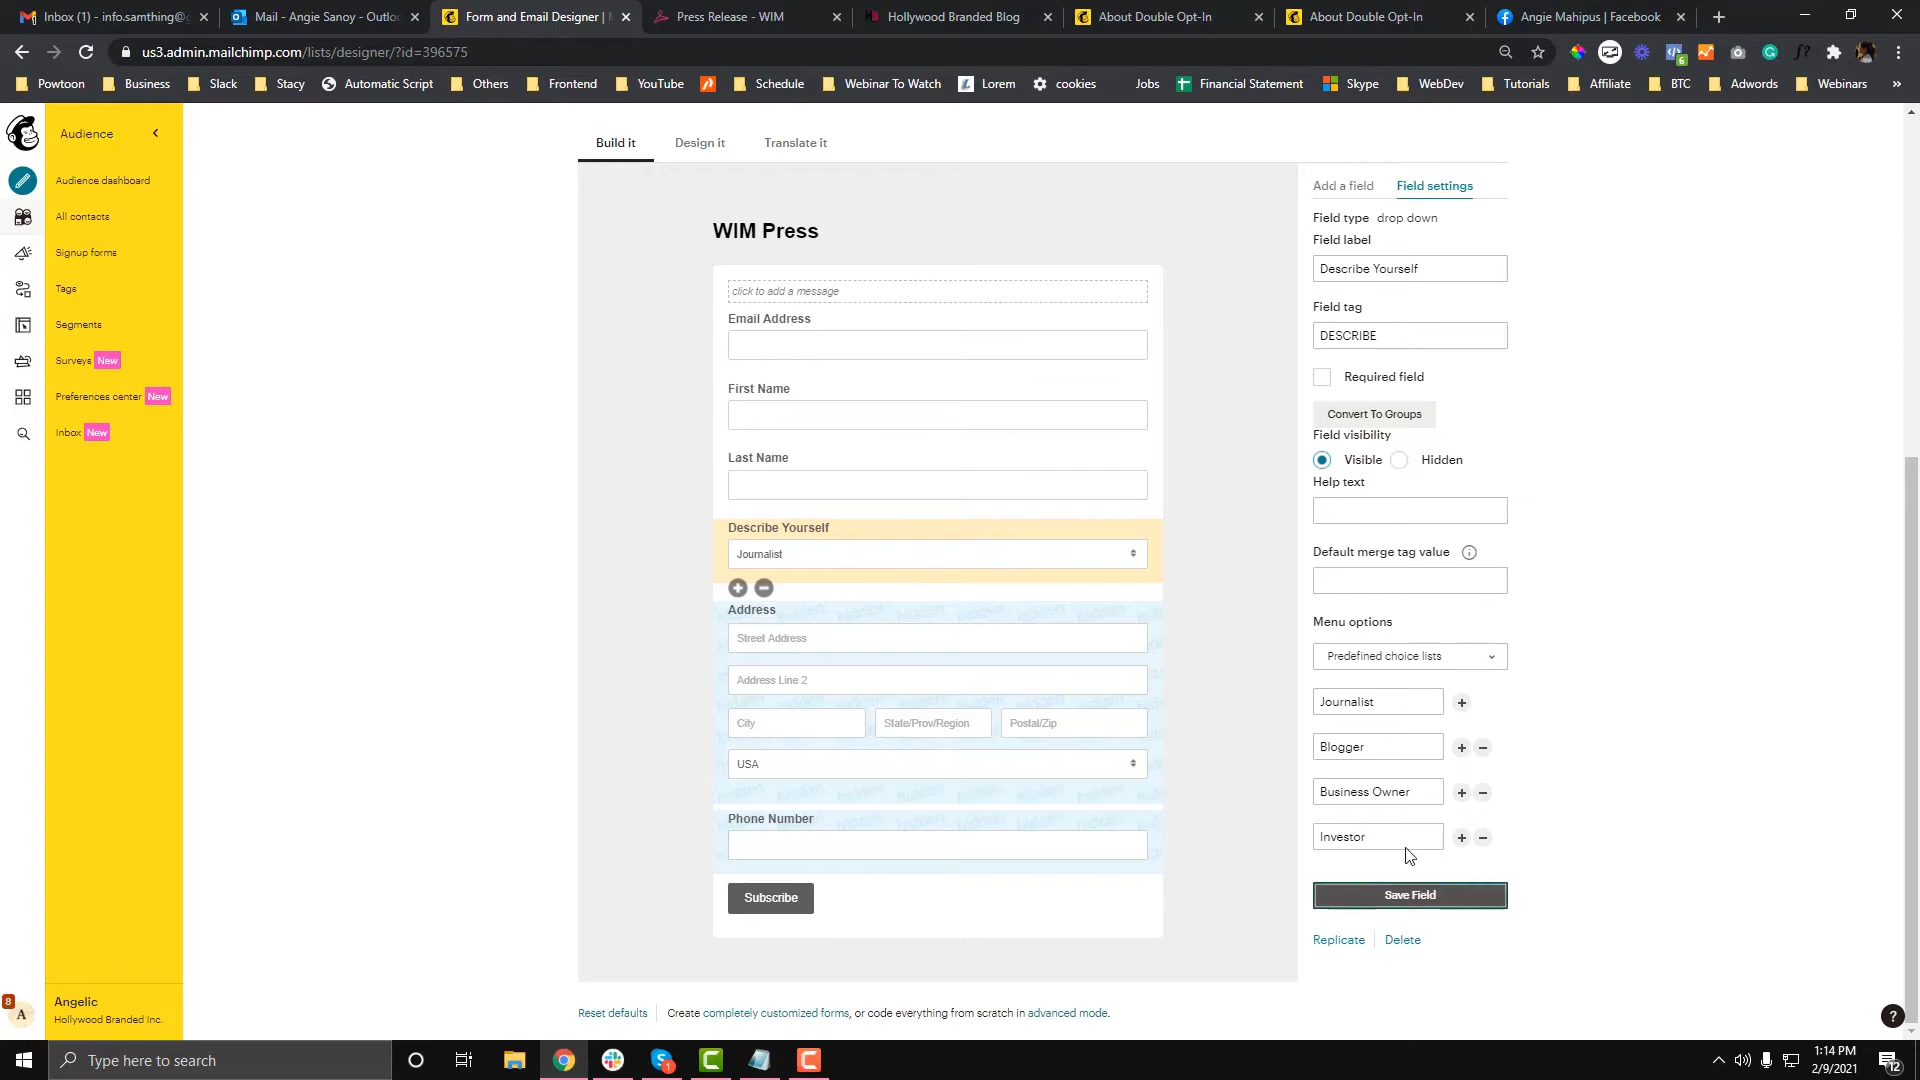 Inbox (1) - info.samthing@g
Mail - Angie Sanoy - Outloo
Form and Email Designer |
Press Release - WIM
Hollywood Branded Blog
About Double Opt-In
About Double Opt-In
Angie Mahipus | Facebook
us3.admin.mailchimp.com/lists/designer/?id=396575
6
Powtoon
Business
Slack
Stacy
Automatic Script
Others
Frontend
YouTube
Schedule
Webinar To Watch
Lorem
cookies
Jobs
Financial Statement
Skype
WebDev
Tutorials
Affiliate
BTC
Adwords
Webinars
»
Audience
Audience dashboard
All contacts
Signup forms
Tags
Segments
Surveys New
Preferences center New
Inbox New
8
A
Angelic
Hollywood Branded Inc.
Build it
Design it
Translate it
WIM Press
click to add a message
Email Address
First Name
Last Name
Describe Yourself
Journalist
Address
Street Address
Address Line 2
City
State/Prov/Region
Postal/Zip
USA
Phone Number
Subscribe
Add a field
Field settings
Field type drop down
Field label
Describe Yourself
Field tag
DESCRIBE
Required field
Convert To Groups
Field visibility
Visible
Hidden
Help text
Default merge tag value
Menu options
Predefined choice lists
Journalist
Blogger
Business Owner
Investor
Save Field
Replicate
Delete
Reset defaults
Create completely customized forms, or code everything from scratch in advanced mode.
?
Type here to search
1
1:14 PM
2/9/2021
12